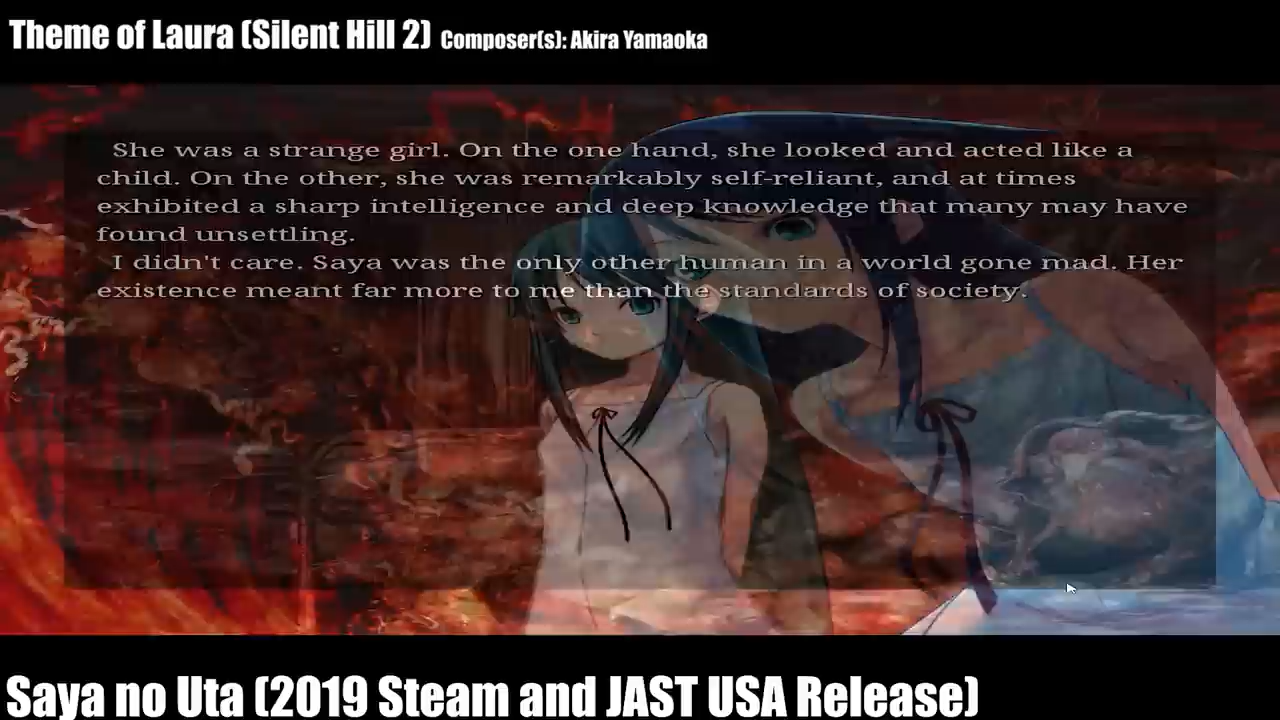 Theme of Laura (Silent Hill 2) Composer(s): Akira Yamaoka
She was a strange girl. On the one hand, she looked and acted like a
child. On the other, she was remarkably self-reliant, and at times
exhibited a sharp intelligence and deep knowledge that many may have
found unsettling.
I didn't care. Saya was the only other human in a world gone mad. Her
existence meant far more to me than the standards of society.
Saya no Uta (2019 Steam and JAST USA Release)